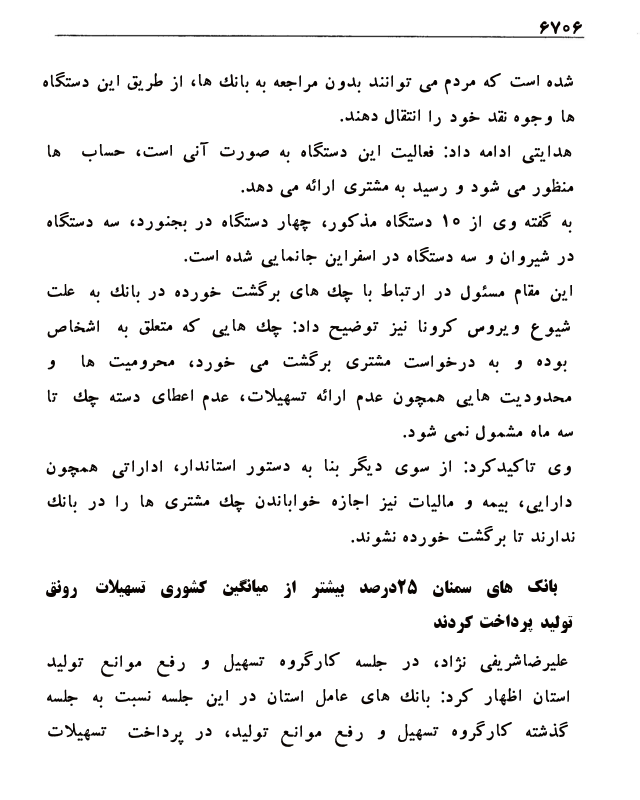 ۶۷۰۶
شده است که مردم می توانند بدون مراجعه به بانك ها، از طریق این دستگاه
ها وجوه نقد خود را انتقال دهند.
هدایتی ادامه داد: فعالیت این دستگاه به صورت آنی است، حساب ها
منظور می شود و رسید به مشتری ارائه می دهد.
به گفته وی از ۱۰ دستگاه مذکور، چهار دستگاه در بجنورد، سه دستگاه
در شیروان و سه دستگاه در اسفراین جانمایی شده است.
این مقام مسئول در ارتباط با چك های برگشت خورده در بانك به علت
شیوع ویروس کرونا نیز توضیح داد: چك هایی که متعلق به اشخاص
بوده و به درخواست مشتری برگشت می خورد، محرومیت ها و
محدودیت هایی همچون عدم ارائه تسهیلات، عدم اعطای دسته چك تا
سه ماه مشمول نمی شود.
وی تاکیدکرد: از سوی دیگر بنا به دستور استاندار، اداراتی همچون
دارایی، بیمه و مالیات نیز اجازه خواباندن چك مشتری ها را در بانك
ندارند تا برگشت خورده نشوند.
بانک های سمنان ۲۵درصد بیشتر از میانگین کشوری تسهیلات رونق
تولید پرداخت کردند
علیرضاشریفی نژاد، در جلسه کارگروه تسهیل و رفع موانع تولید
استان اظهار کرد: بانك های عامل استان در این جلسه نسبت به جلسه
گذشته کارگروه تسهیل و رفع موانع تولید، در پرداخت تسهیلات